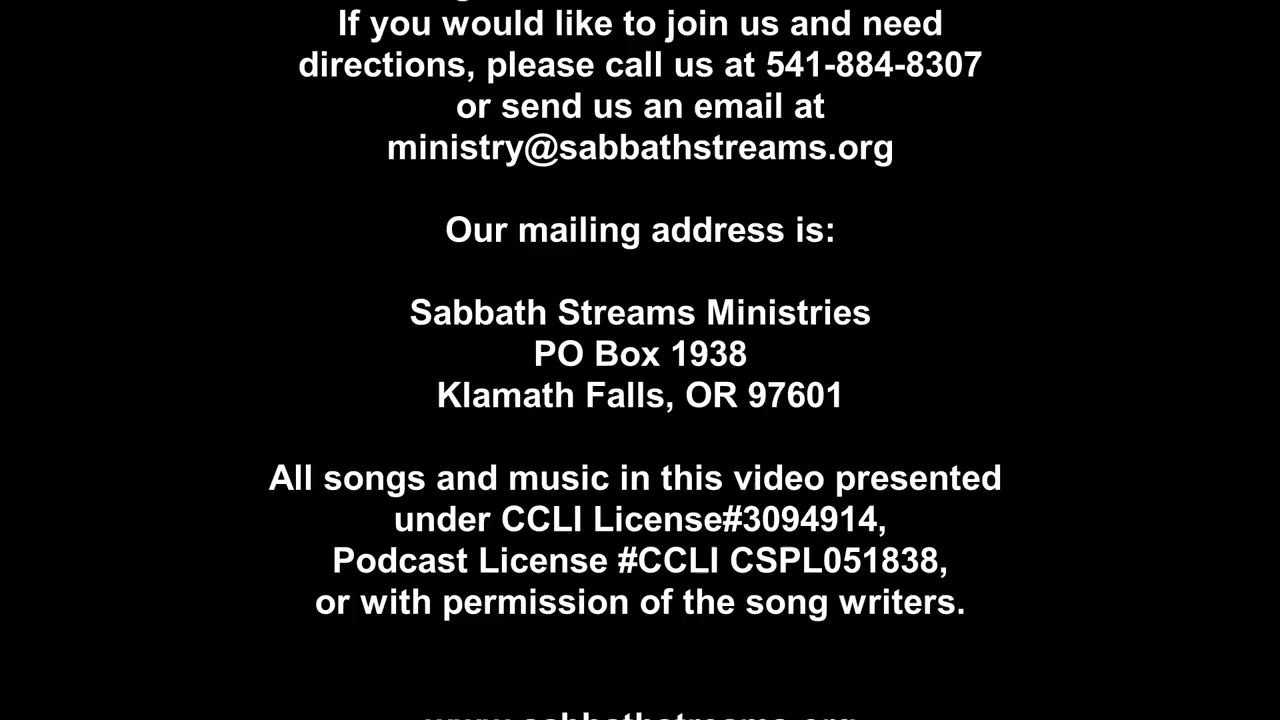 If you would like to join us and need
directions, please call us at 541-884-8307
or send us an email at
ministry@sabbathstreams.org
Our mailing address is:
Sabbath Streams Ministries
PO Box 1938
Klamath Falls, OR 97601
All songs and music in this video presented
under CCLI License#3094914,
Podcast License #CCLI CSPL051838,
or with permission of the song writers.
www.sabbathstreams.org